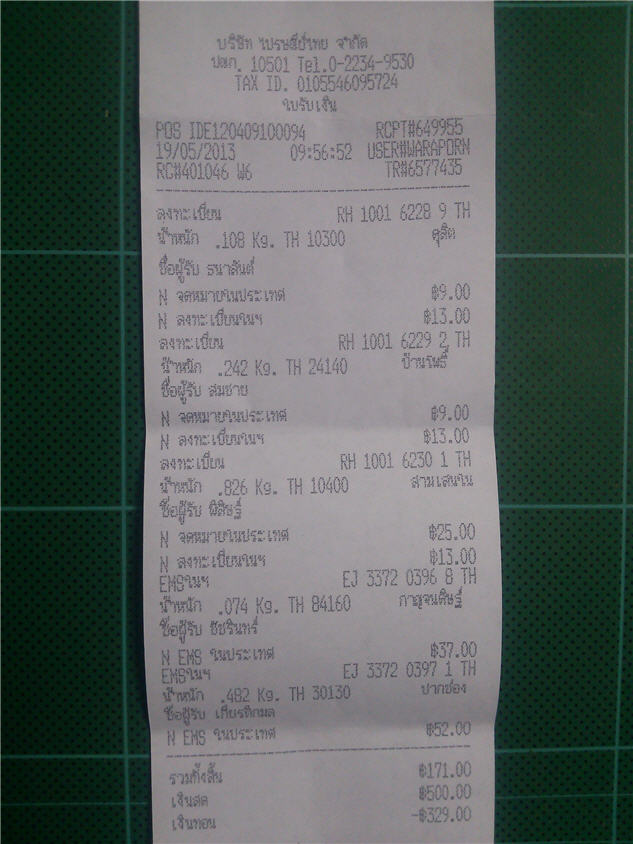 บริษัท ไปรษณีย์ไทย จำกัด
ปณก. 10501 Tel.0-2234-9530
TAX ID. 0105546095724
ใบรับเงิน
POS IDE120409100094 RCPT#649955
19/05/2013 09:56:52 USER#WARAPORN
RC#401046 W6 TR#6577435
ลงทะเบียน RH 1001 6228 9 TH
น้ำหนัก .108 Kg. TH 10300 ดุสิต
ชื่อผู้รับ ธนาสันต์
N จดหมายในประเทศ ฿9.00
N ลงทะเบียนในฯ ฿13.00
ลงทะเบียน RH 1001 6229 2 TH
น้ำหนัก .242 Kg. TH 24140 บ้านโพธิ์
ชื่อผู้รับ สมชาย
N จดหมายในประเทศ ฿9.00
N ลงทะเบียนในฯ ฿13.00
ลงทะเบียน RH 1001 6230 1 TH
น้ำหนัก .826 Kg. TH 10400 สามเสนใน
ชื่อผู้รับ พิสิษฐ์
N จดหมายในประเทศ ฿25.00
N ลงทะเบียนในฯ ฿13.00
EMSในฯ EJ 3372 0396 8 TH
น้ำหนัก .074 Kg. TH 84160 กาญจนดิษฐ์
ชื่อผู้รับ ชัชรินทร์
N EMS ในประเทศ ฿37.00
EMSในฯ EJ 3372 0397 1 TH
น้ำหนัก .482 Kg. TH 30130 ปากช่อง
ชื่อผู้รับ เกียรติกมล
N EMS ในประเทศ ฿52.00
รวมทั้งสิ้น ฿171.00
เงินสด ฿500.00
เงินทอน -฿329.00